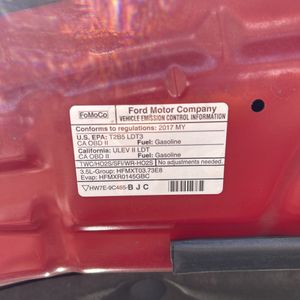 FoMoCo
Ford Motor Company
VEHICLE EMISSION CONTROL INFORMATION
Conforms to regulations: 2017 MY
U.S. EPA: T2B5 LDT3
CA OBD II Fuel: Gasoline
California: ULEV II LDT
CA OBD II Fuel: Gasoline
TWC/HO2S/SFI/WR-HO2S No adjustments needed.
3.5L-Group: HFMXT03.73E8
Evap: HFMXR0145GBC
HW7E-9C485-BJC